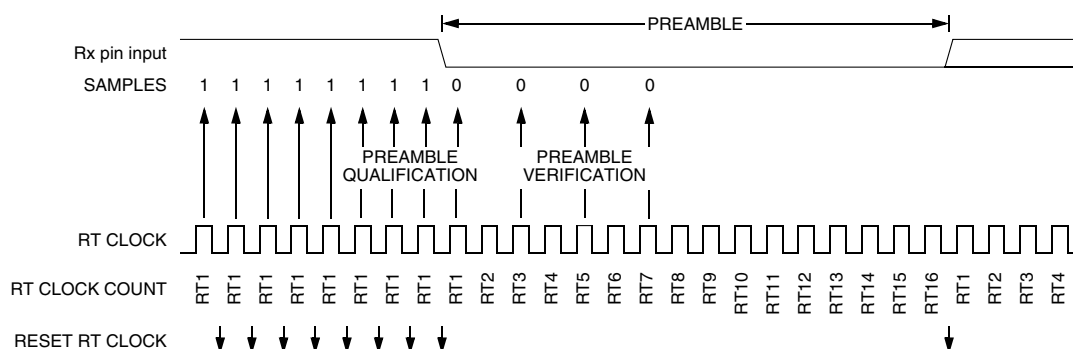 PREAMBLE
Rx pin input
SAMPLES 1 1 1 1 1 1 1 1 0 0 0 0
PREAMBLE QUALIFICATION
PREAMBLE VERIFICATION
RT CLOCK
RT CLOCK COUNT RT1 RT1 RT1 RT1 RT1 RT1 RT1 RT1 RT1 RT2 RT3 RT4 RT5 RT6 RT7 RT8 RT9 RT10 RT11 RT12 RT13 RT14 RT15 RT16 RT1 RT2 RT3 RT4
RESET RT CLOCK